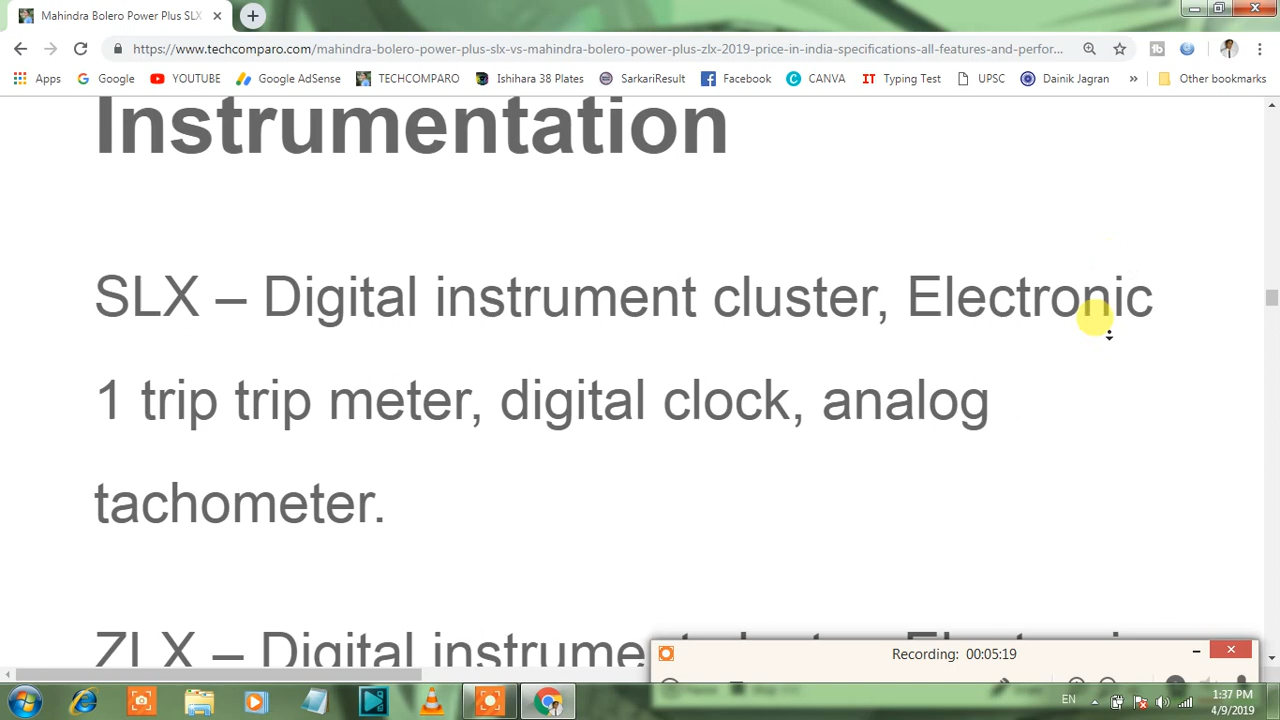 Mahindra Bolero Power Plus SLX
https://www.techcomparo.com/mahindra-bolero-power-plus-slx-vs-mahindra-bolero-power-plus-zlx-2019-price-in-india-specifications-all-features-and-perfor...
Apps Google YOUTUBE Google AdSense TECHCOMPARO Ishihara 38 Plates SarkariResult Facebook CANVA IT Typing Test UPSC Dainik Jagran » Other bookmarks
Instrumentation
SLX – Digital instrument cluster, Electronic
1 trip trip meter, digital clock, analog
tachometer.
ZLX – Digital instrume
Recording: 00:05:19
EN
1:37 PM
4/9/2019